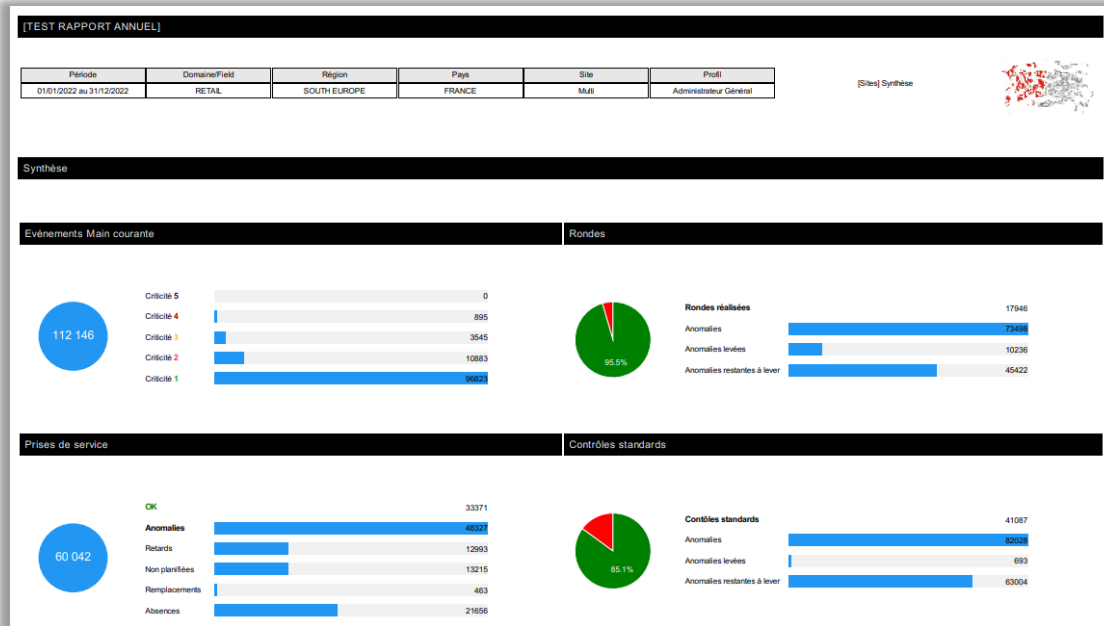 [TEST RAPPORT ANNUEL]
Période Domaine/Field Région Pays Site Profil
01/01/2022 au 31/12/2022 RETAIL SOUTH EUROPE FRANCE Multi Administrateur Général
[Sites] Synthèse
Synthèse
Evénements Main courante
112 146
Criticité 5 0
Criticité 4 895
Criticité 3 3545
Criticité 2 10883
Criticité 1 96823
Rondes
95.5%
Rondes réalisées 17946
Anomalies 73498
Anomalies levées 10236
Anomalies restantes à lever 45422
Prises de service
60 042
OK 33371
Anomalies 48327
Retards 12993
Non planifiées 13215
Remplacements 463
Absences 21656
Contrôles standards
85.1%
Contôles standards 41087
Anomalies 82028
Anomalies levées 693
Anomalies restantes à lever 63004